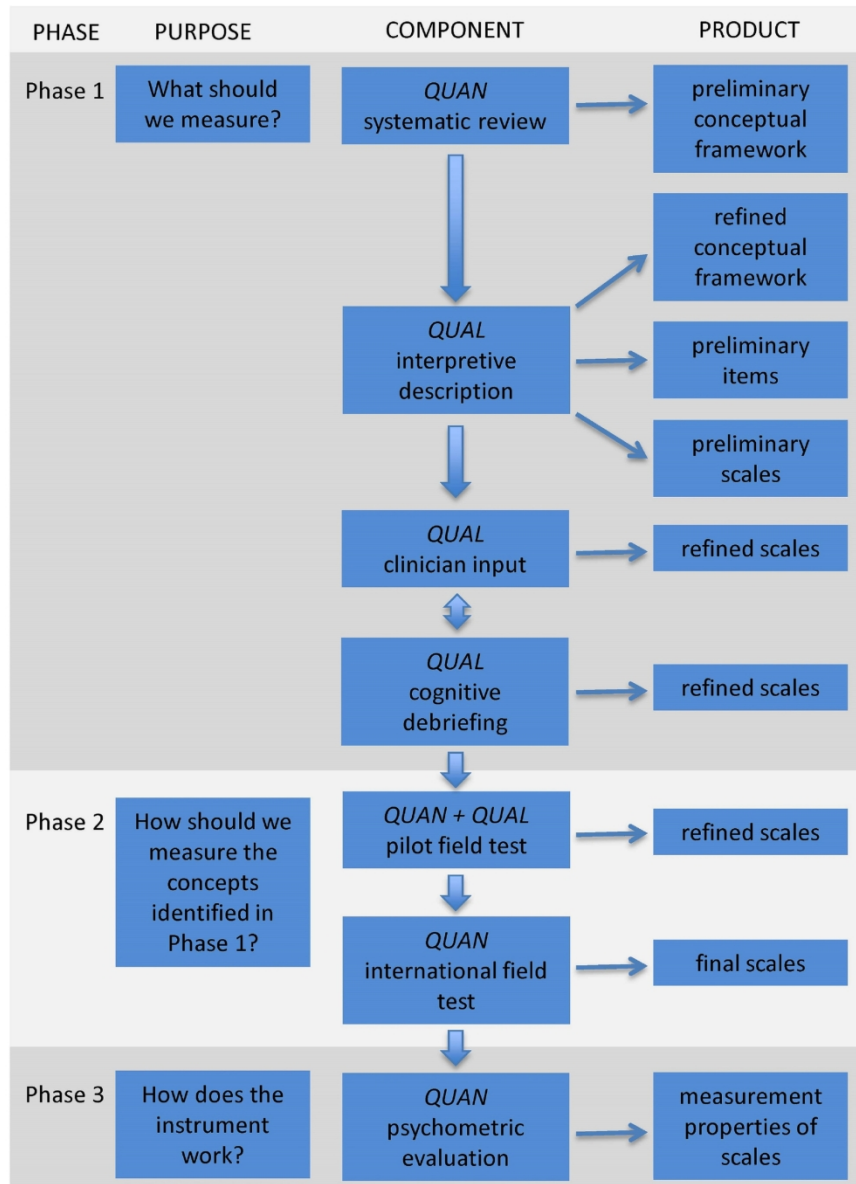 PHASE PURPOSE COMPONENT PRODUCT
Phase 1
What should
we measure?
QUAN
systematic review
preliminary
conceptual
framework
refined
conceptual
framework
QUAL
interpretive
description
preliminary
items
preliminary
scales
QUAL
clinician input
refined scales
QUAL
cognitive
debriefing
refined scales
Phase 2
How should we
measure the
concepts
identified in
Phase 1?
QUAN + QUAL
pilot field test
refined scales
QUAN
international field
test
final scales
Phase 3
How does the
instrument
work?
QUAN
psychometric
evaluation
measurement
properties of
scales